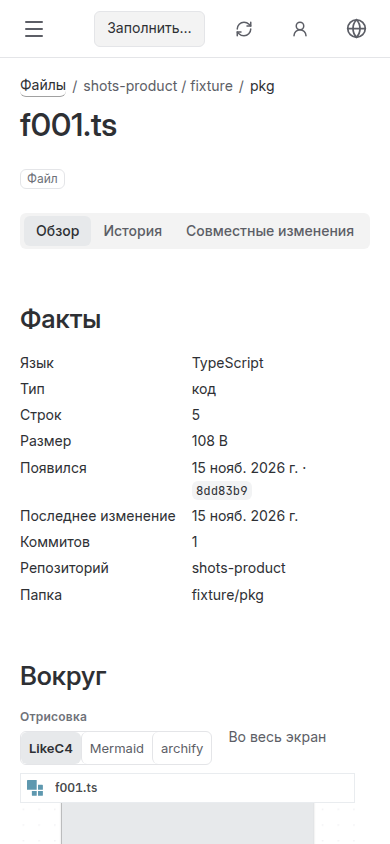 Заполнить...
Файлы / shots-product / fixture / pkg
f001.ts
Файл
Обзор История Совместные изменения
Факты
Язык TypeScript
Тип код
Строк 5
Размер 108 B
Появился 15 нояб. 2026 г. ·
8dd83b9
Последнее изменение 15 нояб. 2026 г.
Коммитов 1
Репозиторий shots-product
Папка fixture/pkg
Вокруг
Отрисовка
LikeC4 Mermaid archify Во весь экран
f001.ts